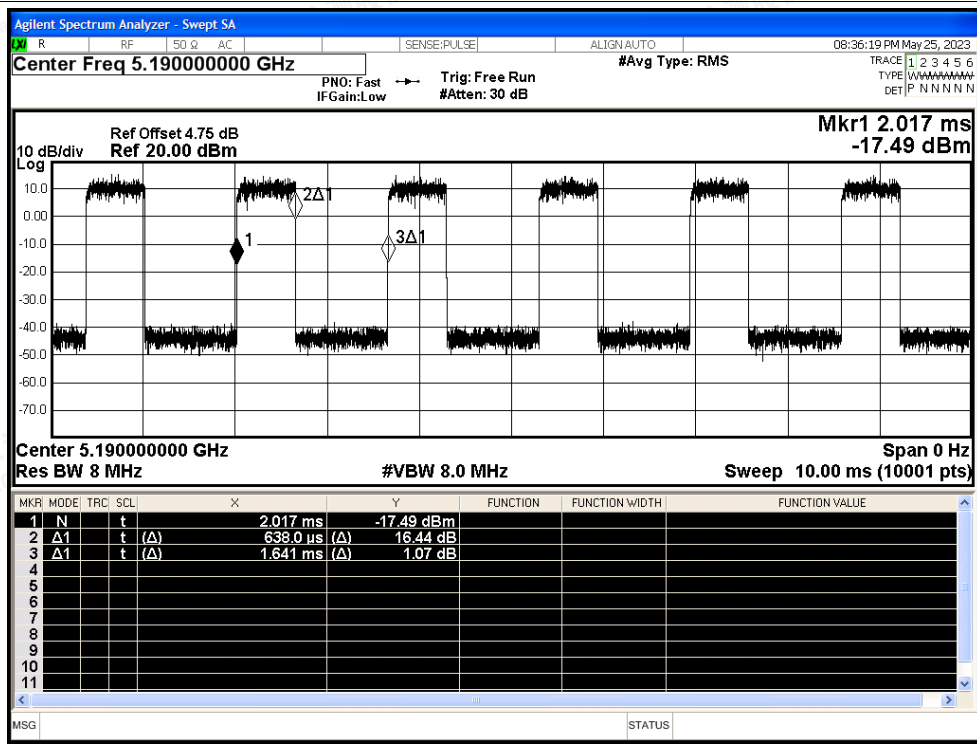 Agilent Spectrum Analyzer - Swept SA
LXI R RF 50 Ω AC SENSE:PULSE ALIGN AUTO 08:36:19 PM May 25, 2023
Center Freq 5.190000000 GHz #Avg Type: RMS TRACE 1 2 3 4 5 6
PNO: Fast Trig: Free Run TYPE
IFGain:Low #Atten: 30 dB DET P N N N N N
Mkr1 2.017 ms
Ref Offset 4.75 dB
10 dB/div Ref 20.00 dBm -17.49 dBm
Log
10.0
2Δ1
0.00
1
3Δ1
-10.0
-20.0
-30.0
-40.0
-50.0
-60.0
-70.0
Center 5.190000000 GHz Span 0 Hz
Res BW 8 MHz #VBW 8.0 MHz Sweep 10.00 ms (10001 pts)
MKR MODE TRC SCL X Y FUNCTION FUNCTION WIDTH FUNCTION VALUE
1 N t 2.017 ms -17.49 dBm
2 Δ1 t (Δ) 638.0 µs (Δ) 16.44 dB
3 Δ1 t (Δ) 1.641 ms (Δ) 1.07 dB
4
5
6
7
8
9
10
11
MSG STATUS